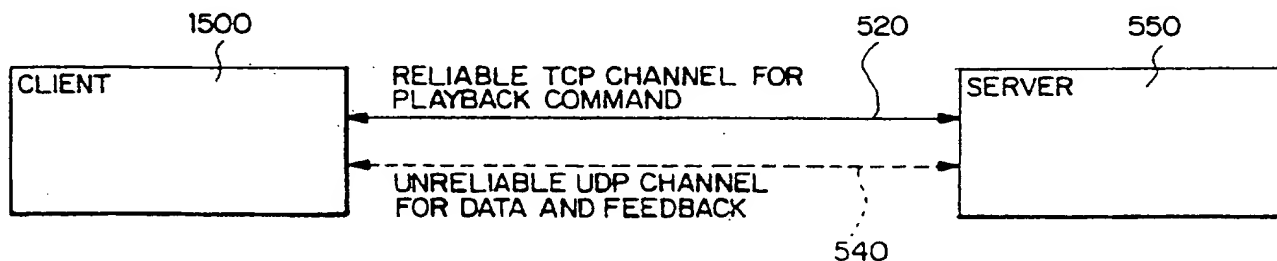 1500
520
550
CLIENT
RELIABLE TCP CHANNEL FOR
PLAYBACK COMMAND
SERVER
UNRELIABLE UDP CHANNEL
FOR DATA AND FEEDBACK
540